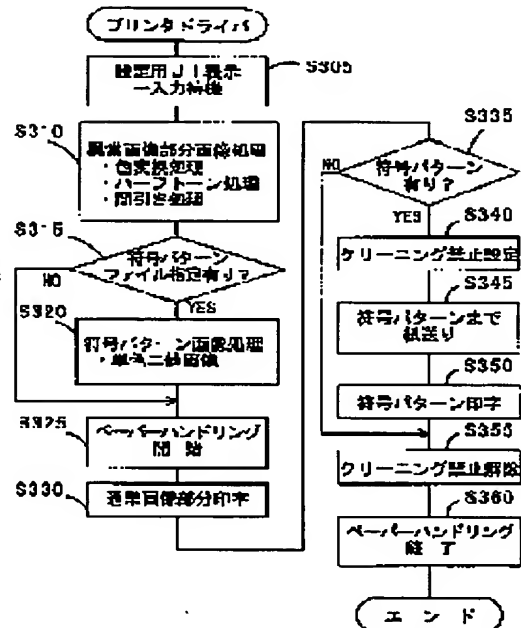 プリンタドライバ
S305
設定用UI表示
－入力待機
S310
通常画像部分画像処理
・色変換処理
・ハーフトーン処理
・間引き処理
S315
符号パターン
ファイル指定有り？
NO
YES
S320
符号パターン画像処理
・単色二値画像
S325
ペーパーハンドリング
開始
S330
通常画像部分印字
S335
符号パターン
有り？
NO
YES
S340
クリーニング禁止設定
S345
符号パターンまで
紙送り
S350
符号パターン印字
S355
クリーニング禁止解除
S360
ペーパーハンドリング
終了
エンド